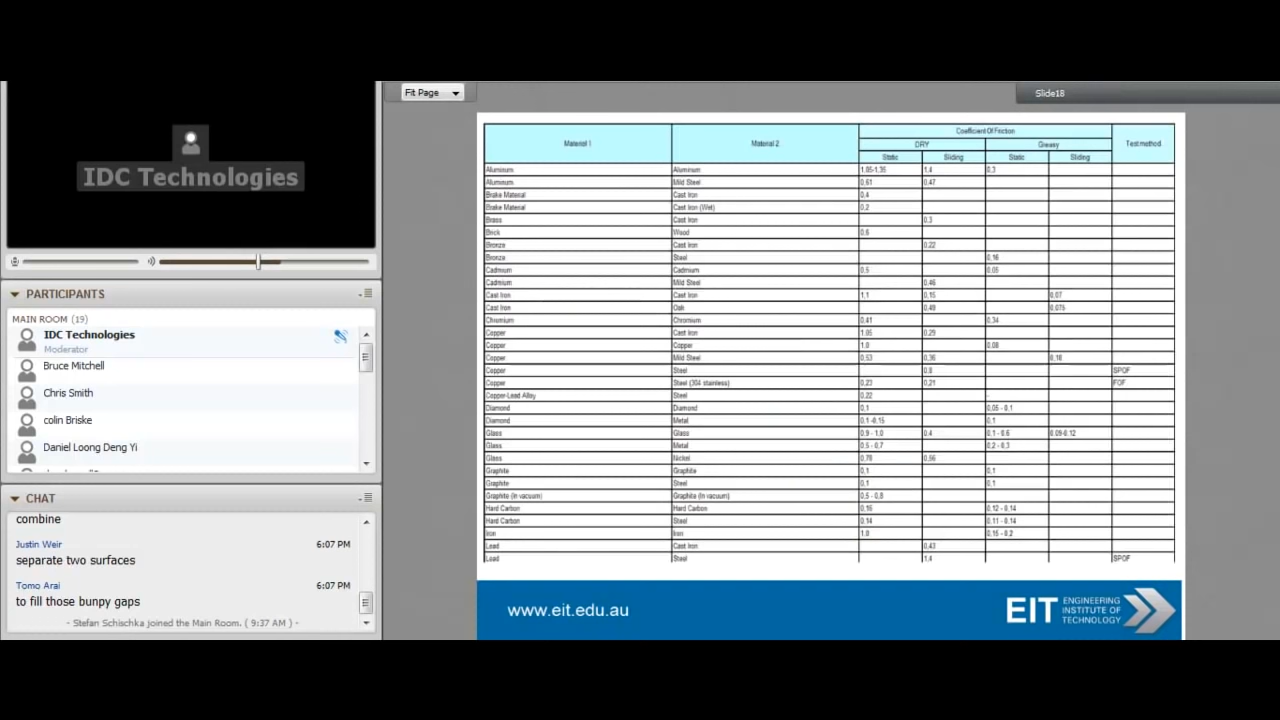 IDC Technologies
PARTICIPANTS
MAIN ROOM (19)
IDC Technologies
Moderator
Bruce Mitchell
Chris Smith
colin Briske
Daniel Loong Deng Yi
CHAT
combine
Justin Weir 6:07 PM
separate two surfaces
Tomo Arai 6:07 PM
to fill those bunpy gaps
- Stefan Schischka joined the Main Room. ( 9:37 AM ) -
Fit Page
Slide18
Coefficient Of Friction
Material 1 Material 2 DRY Greasy Test method
Static Sliding Static Sliding
Aluminum Aluminum 1,05-1,35 1,4 0,3
Aluminum Mild Steel 0,61 0,47
Brake Material Cast Iron 0,4
Brake Material Cast Iron (Wet) 0,2
Brass Cast Iron 0,3
Brick Wood 0,6
Bronze Cast Iron 0,22
Bronze Steel 0,16
Cadmium Cadmium 0,5 0,05
Cadmium Mild Steel 0,46
Cast Iron Cast Iron 1,1 0,15 0,07
Cast Iron Oak 0,49 0,075
Chromium Chromium 0,41 0,34
Copper Cast Iron 1,05 0,29
Copper Copper 1,0 0,08
Copper Mild Steel 0,53 0,36 0,18
Copper Steel 0,8 SPOF
Copper Steel (304 stainless) 0,23 0,21 FOF
Copper-Lead Alloy Steel 0,22 -
Diamond Diamond 0,1 0,05 - 0,1
Diamond Metal 0,1 -0,15 0,1
Glass Glass 0,9 - 1,0 0,4 0,1 - 0,6 0,09-0,12
Glass Metal 0,5 - 0,7 0,2 - 0,3
Glass Nickel 0,78 0,56
Graphite Graphite 0,1 0,1
Graphite Steel 0,1 0,1
Graphite (In vacuum) Graphite (In vacuum) 0,5 - 0,8
Hard Carbon Hard Carbon 0,16 0,12 - 0,14
Hard Carbon Steel 0,14 0,11 - 0,14
Iron Iron 1,0 0,15 - 0,2
Lead Cast Iron 0,43
Lead Steel 1,4 SPOF
www.eit.edu.au
EIT ENGINEERING
INSTITUTE OF
TECHNOLOGY